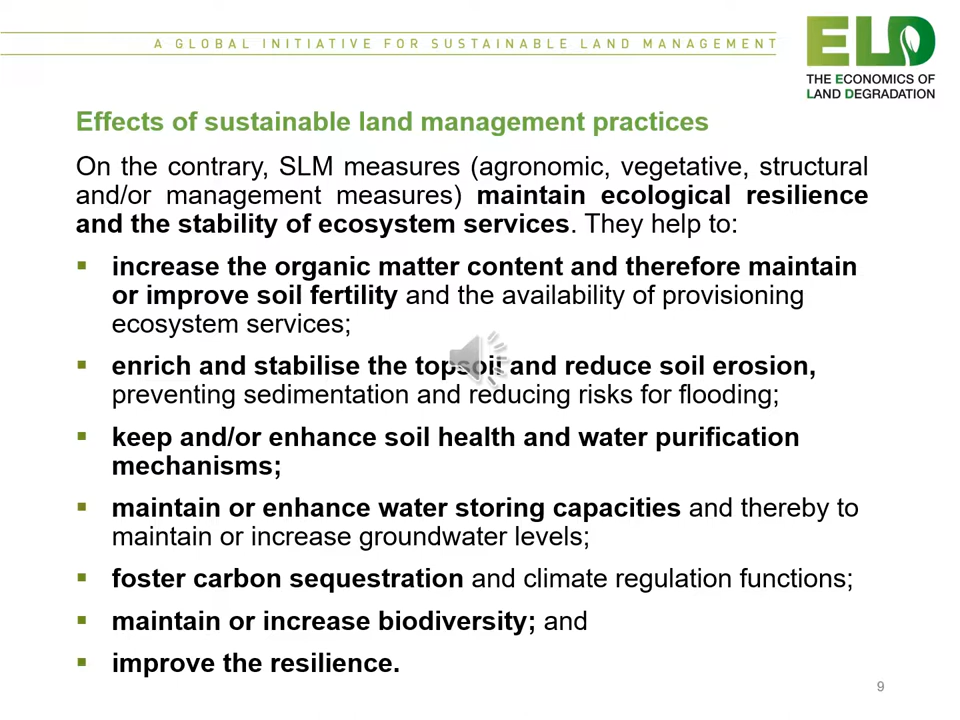 A GLOBAL INITIATIVE FOR SUSTAINABLE LAND MANAGEMENT
ELD
THE ECONOMICS OF
LAND DEGRADATION
Effects of sustainable land management practices
On the contrary, SLM measures (agronomic, vegetative, structural
and/or management measures) maintain ecological resilience
and the stability of ecosystem services. They help to:
▪ increase the organic matter content and therefore maintain
or improve soil fertility and the availability of provisioning
ecosystem services;
▪ enrich and stabilise the topsoil and reduce soil erosion,
preventing sedimentation and reducing risks for flooding;
▪ keep and/or enhance soil health and water purification
mechanisms;
▪ maintain or enhance water storing capacities and thereby to
maintain or increase groundwater levels;
▪ foster carbon sequestration and climate regulation functions;
▪ maintain or increase biodiversity; and
▪ improve the resilience.
9